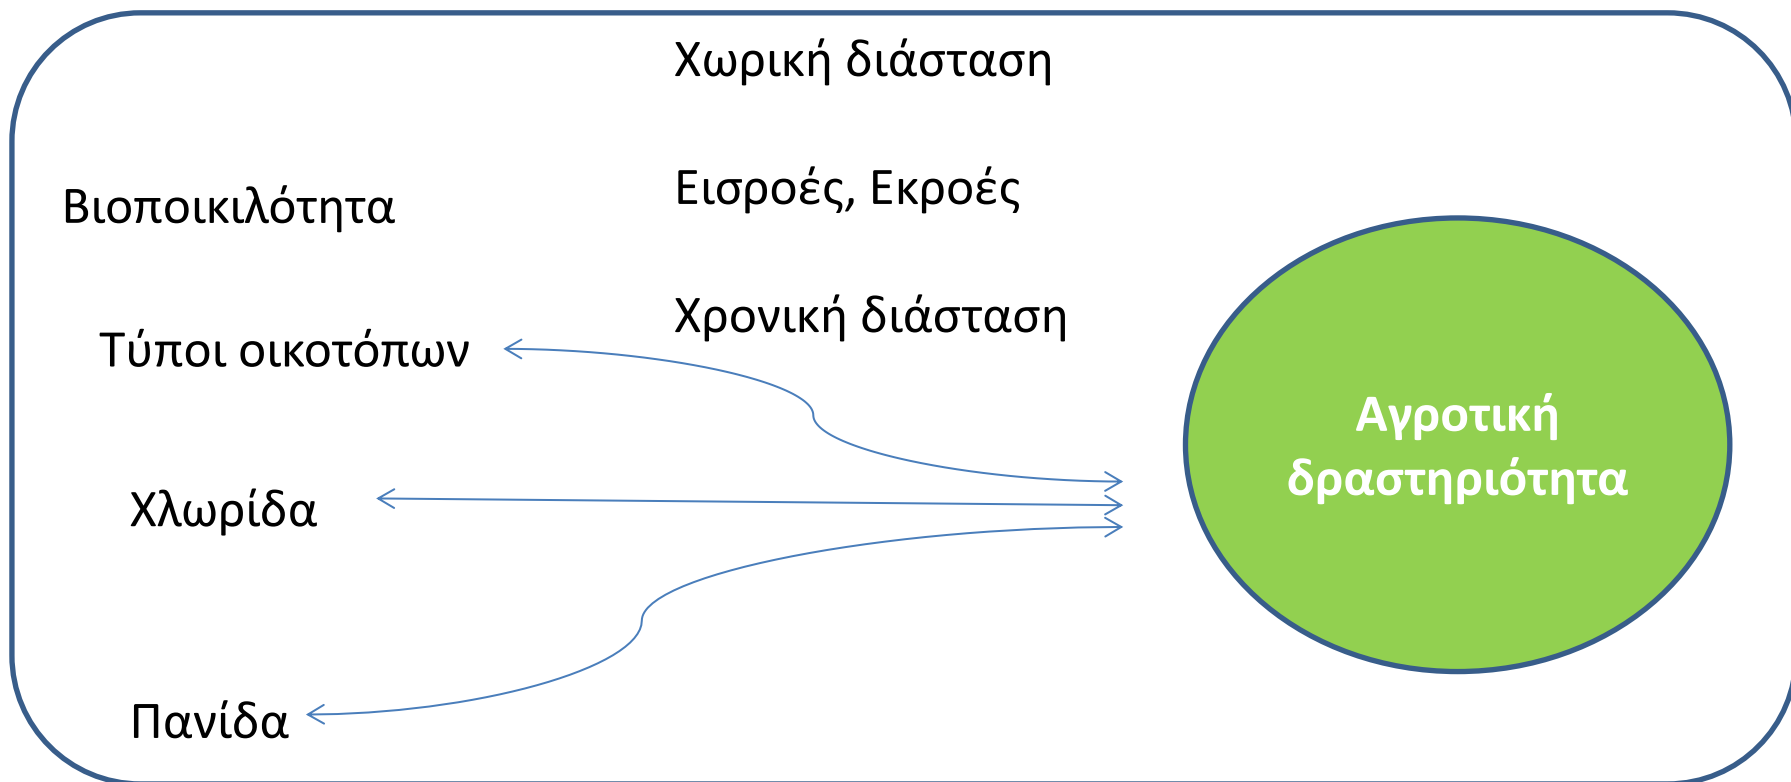 Χωρική διάσταση
Βιοποικιλότητα
Εισροές, Εκροές
Χρονική διάσταση
Τύποι οικοτόπων
Χλωρίδα
Πανίδα
Αγροτική
δραστηριότητα